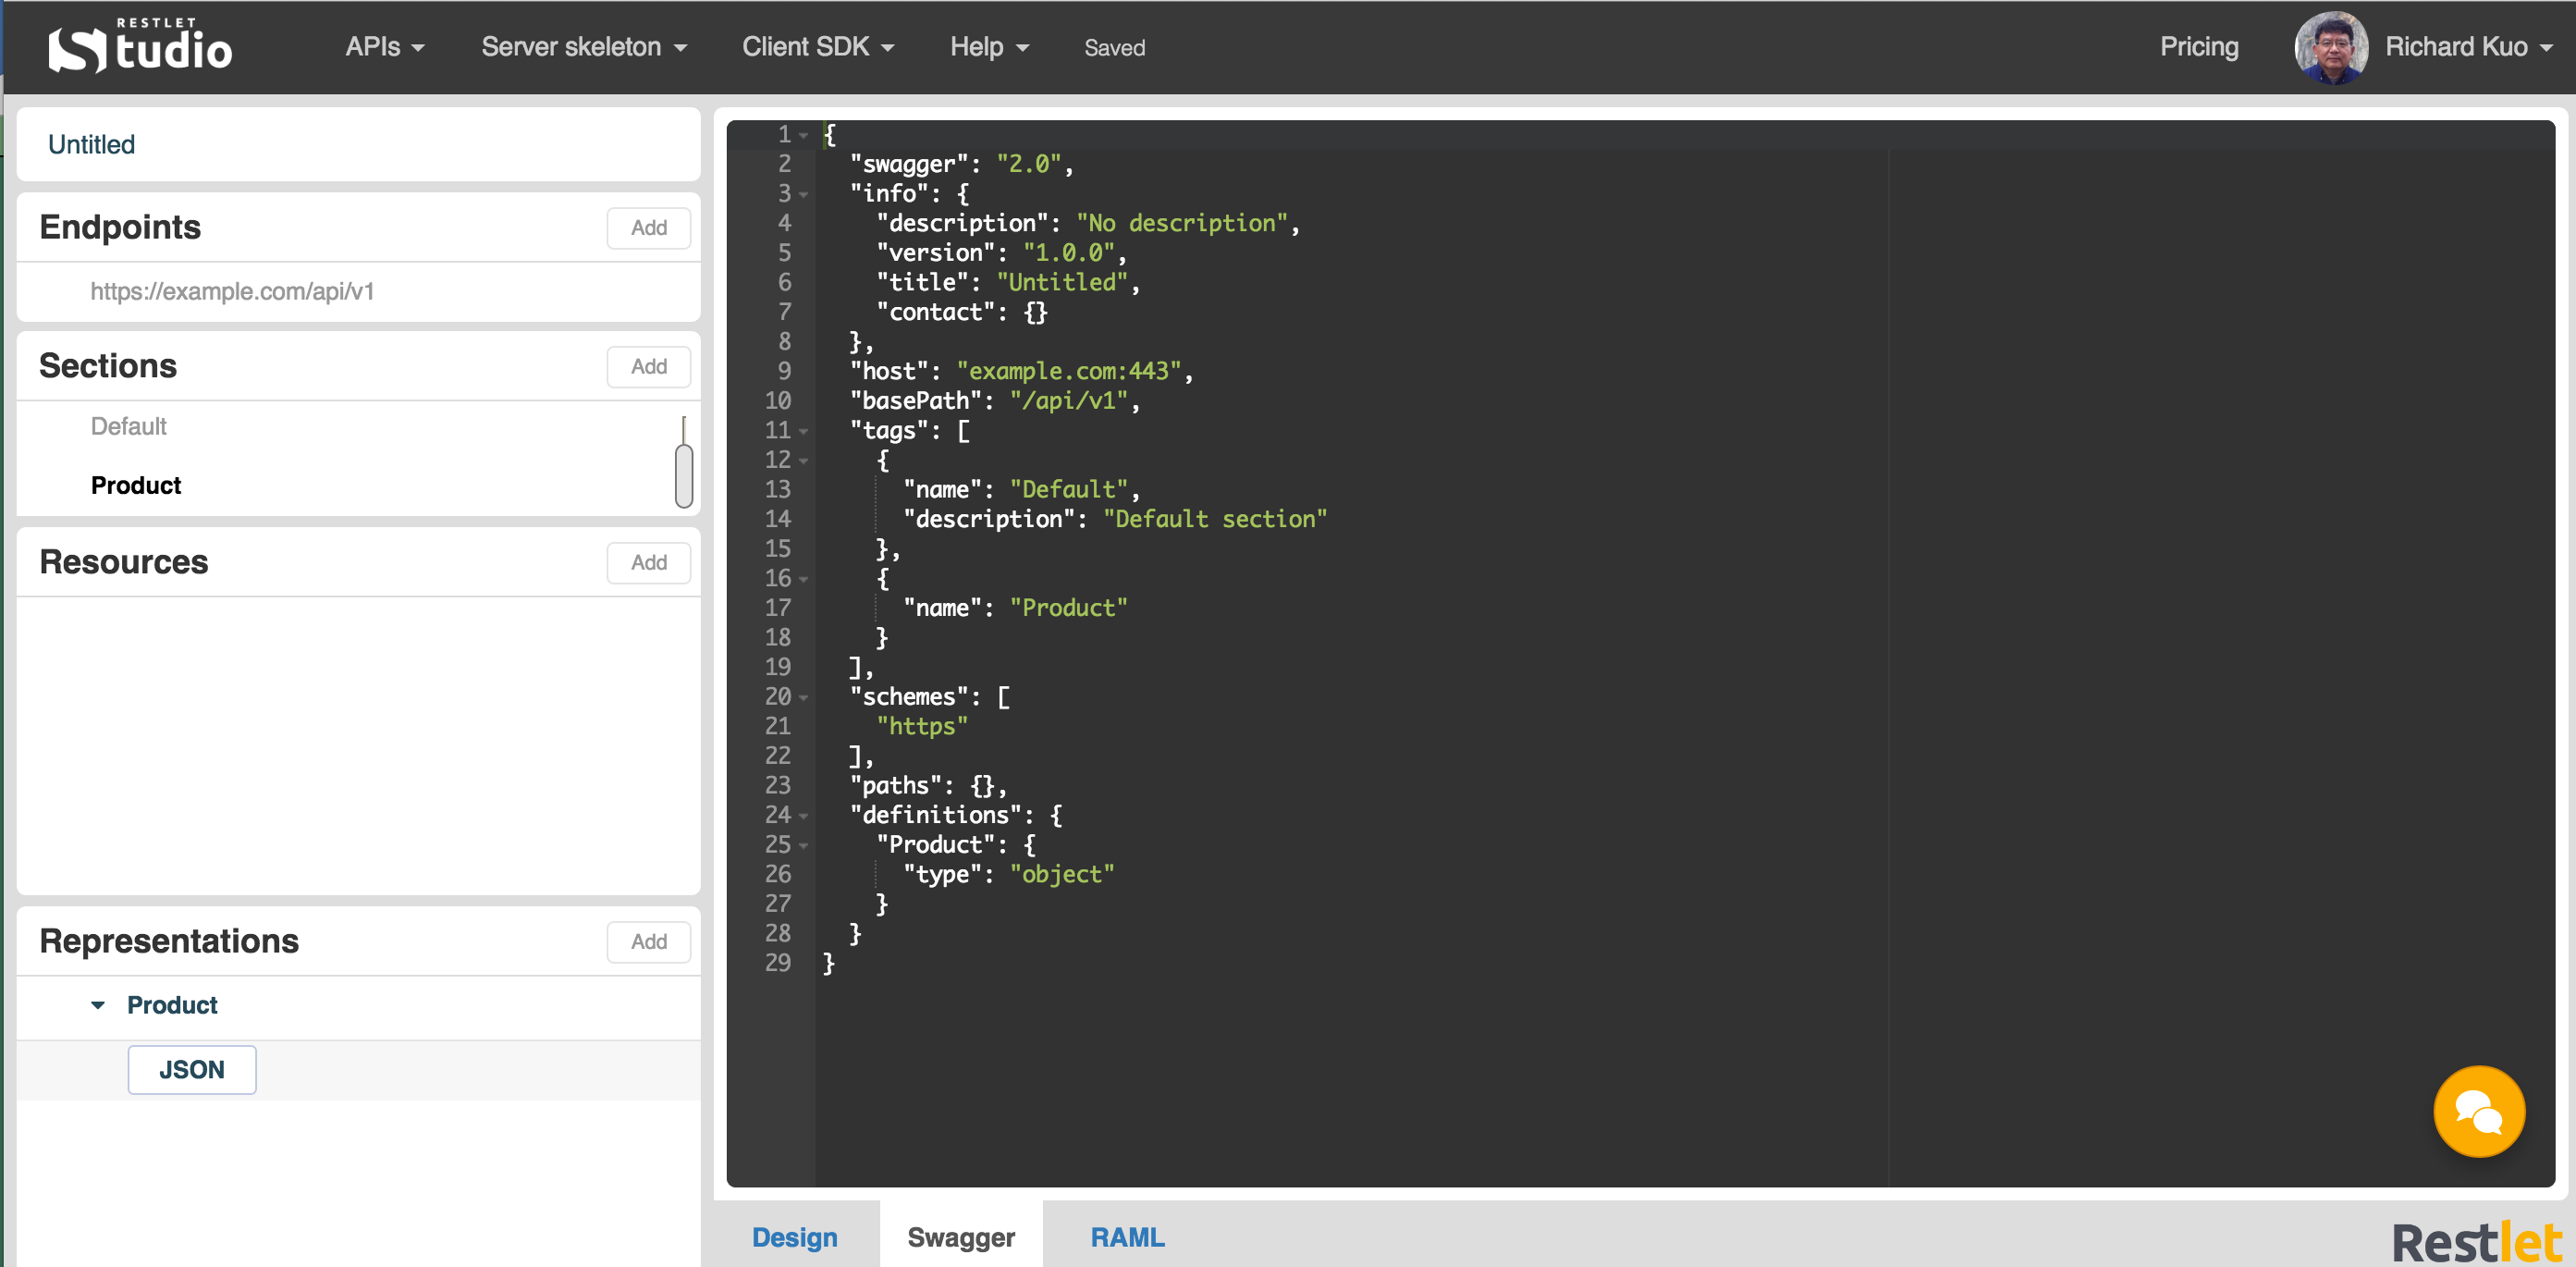 RESTLET
Studio
APIs
Server skeleton
Client SDK
Help
Saved
Pricing
Richard Kuo
Untitled
Endpoints
Add
https://example.com/api/v1
Sections
Add
Default
Product
Resources
Add
Representations
Add
Product
JSON
1 {
2 "swagger": "2.0",
3 "info": {
4 "description": "No description",
5 "version": "1.0.0",
6 "title": "Untitled",
7 "contact": {}
8 },
9 "host": "example.com:443",
10 "basePath": "/api/v1",
11 "tags": [
12 {
13 "name": "Default",
14 "description": "Default section"
15 },
16 {
17 "name": "Product"
18 }
19 ],
20 "schemes": [
21 "https"
22 ],
23 "paths": {},
24 "definitions": {
25 "Product": {
26 "type": "object"
27 }
28 }
29 }
Design
Swagger
RAML
Restlet